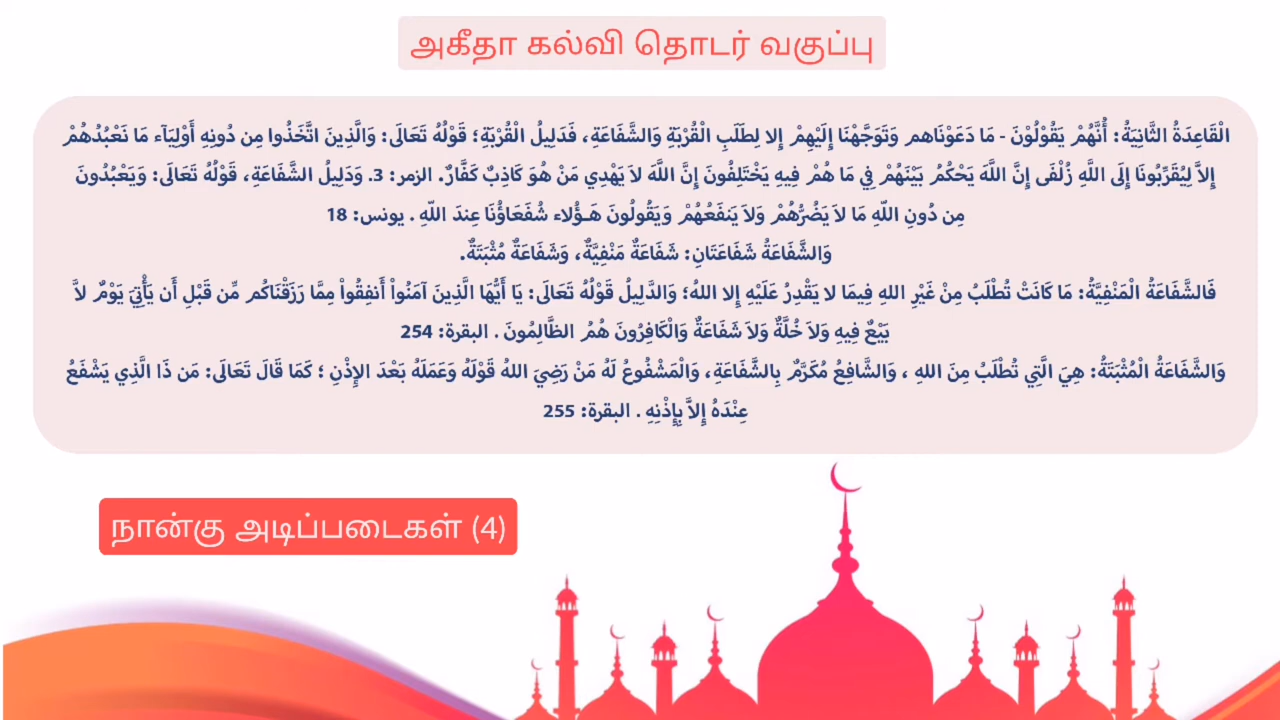 அகீதா கல்வி தொடர் வகுப்பு
الْقَاعِدَةُ الثَّانِيَةُ: أُنَّهُمْ يَقُوْلُوْنَ - مَا دَعَوْنَاهم وَتَوَجَّهْنَا إِلَيْهِمْ إِلا لِطَلَبِ الْقُرْبَةِ وَالشَّفَاعَةِ، فَدَلِيلُ الْقُرْبَةِ؛ قَوْلُهُ تَعَالَى: وَالَّذِينَ اتَّخَذُوا مِن دُونِهِ أَوْلِيَآء مَا نَعْبُدُهُمْ
إِلاَّ لِيُقَرِّبُونَا إِلَى اللَّهِ زُلْفَى إِنَّ اللَّهَ يَحْكُمُ بَيْنَهُمْ فِي مَا هُمْ فِيهِ يَخْتَلِفُونَ إِنَّ اللَّهَ لاَ يَهْدِي مَنْ هُوَ كَاذِبٌ كَفَّارٌ. الزمر: 3. وَدَلِيلُ الشَّفَاعَةِ، قَوْلُهُ تَعَالَى: وَيَعْبُدُونَ
مِن دُونِ اللّهِ مَا لاَ يَضُرُّهُمْ وَلاَ يَنفَعُهُمْ وَيَقُولُونَ هَـؤُلاء شُفَعَاؤُنَا عِندَ اللّهِ . يونس: 18
وَالشَّفَاعَةُ شَفَاعَتَانِ: شَفَاعَةٌ مَنْفِيَّةٌ، وَشَفَاعَةٌ مُثْبَتَةٌ.
فَالشَّفَاعَةُ الْمَنْفِيَّةُ: مَا كَانَتْ تُطْلَبُ مِنْ غَيْرِ اللهِ فِيمَا لا يَقْدِرُ عَلَيْهِ إِلا اللهُ؛ وَالدَّلِيلُ قَوْلُهُ تَعَالَى: يَا أَيُّهَا الَّذِينَ آمَنُواْ أَنفِقُواْ مِمَّا رَزَقْنَاكُم مِّن قَبْلِ أَن يَأْتِيَ يَوْمٌ لاَّ
بَيْعٌ فِيهِ وَلاَ خُلَّةٌ وَلاَ شَفَاعَةٌ وَالْكَافِرُونَ هُمُ الظَّالِمُونَ . البقرة: 254
وَالشَّفَاعَةُ الْمُثْبَتَةُ: هِيَ الَّتِي تُطْلَبُ مِنَ اللهِ ، وَالشَّافِعُ مُكَرَّمٌ بِالشَّفَاعَةِ، وَالْمَشْفُوعُ لَهُ مَنْ رَضِيَ اللهُ قَوْلَهُ وَعَمَلَهُ بَعْدَ الإِذْنِ ؛ كَمَا قَالَ تَعَالَى: مَن ذَا الَّذِي يَشْفَعُ
عِنْدَهُ إِلاَّ بِإِذْنِهِ . البقرة: 255
நான்கு அடிப்படைகள் (4)